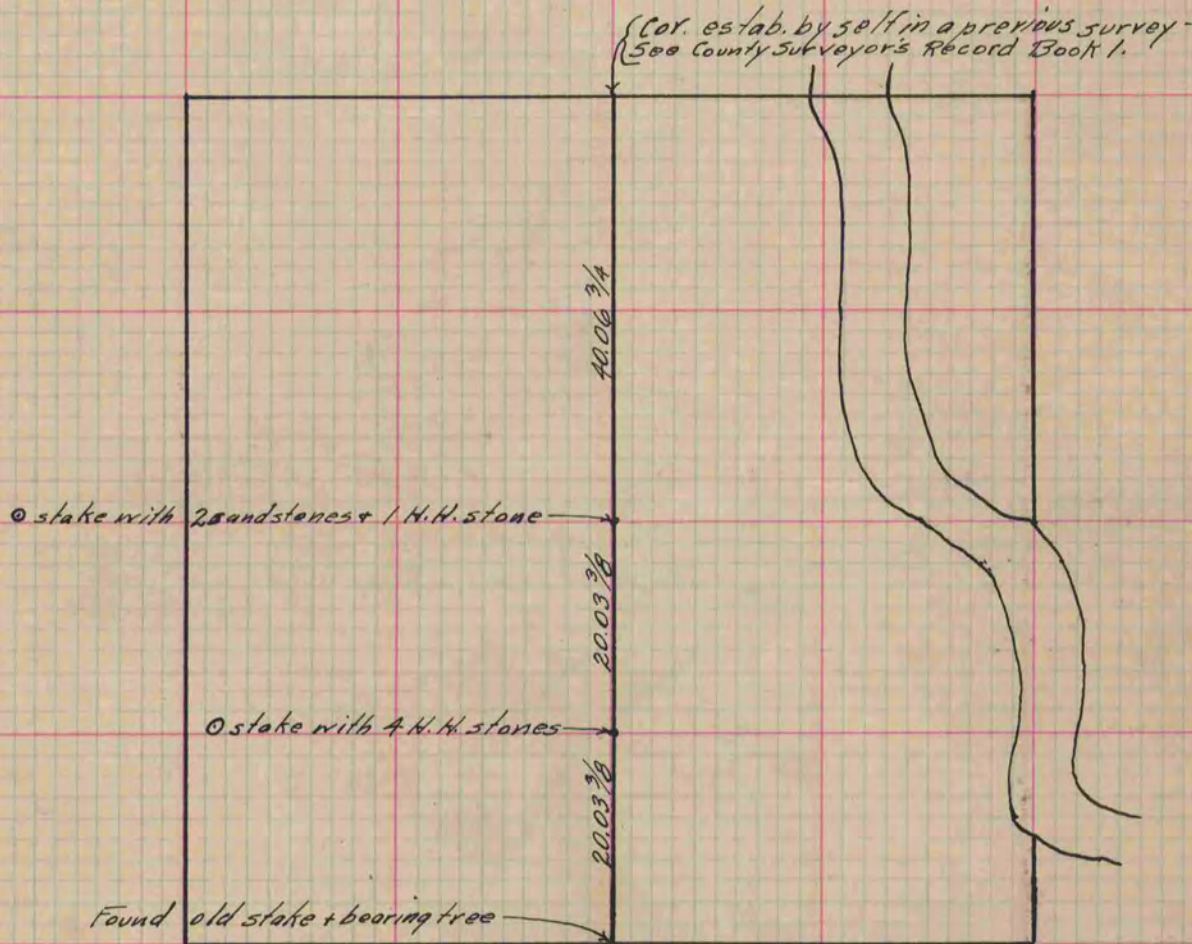 Cor. estab. by self in a previous survey -
See County Surveyor's Record Book 1.
40.06 3/4
⊙ stake with 2 sandstones + 1 H.H. stone
20.03 3/8
⊙ stake with 4 H.H. stones
20.03 3/8
Found old stake + bearing tree